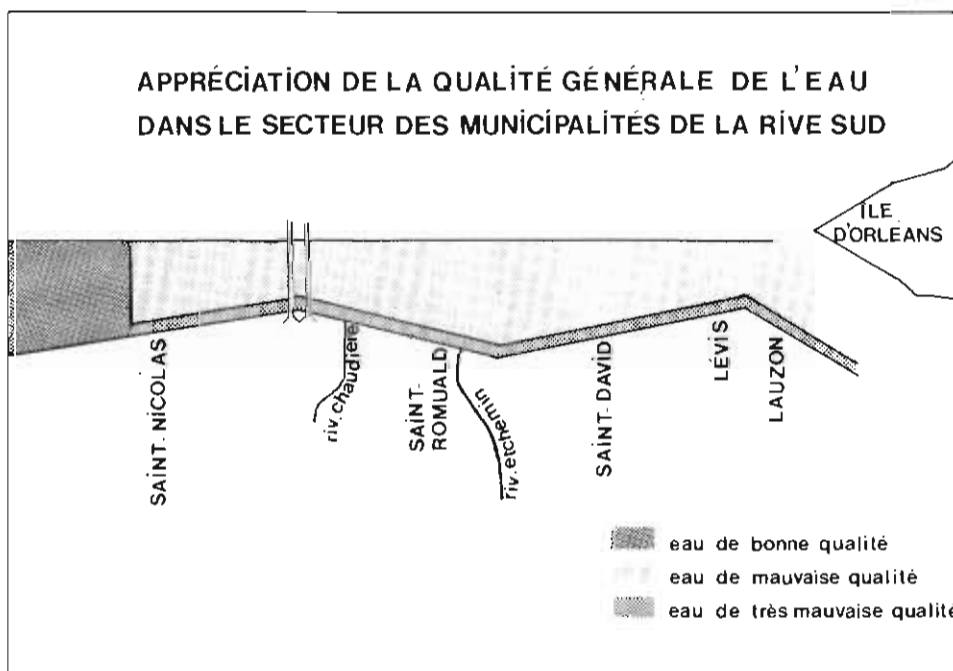 APPRÉCIATION DE LA QUALITÉ GÉNÉRALE DE L'EAU
DANS LE SECTEUR DES MUNICIPALITÉS DE LA RIVE SUD
ÎLE
D'ORLÉANS
SAINT-NICOLAS
riv. chaudière
SAINT-
ROMUALD
riv. etchemin
SAINT-DAVID
LÉVIS
LAUZON
eau de bonne qualité
eau de mauvaise qualité
eau de très mauvaise qualité